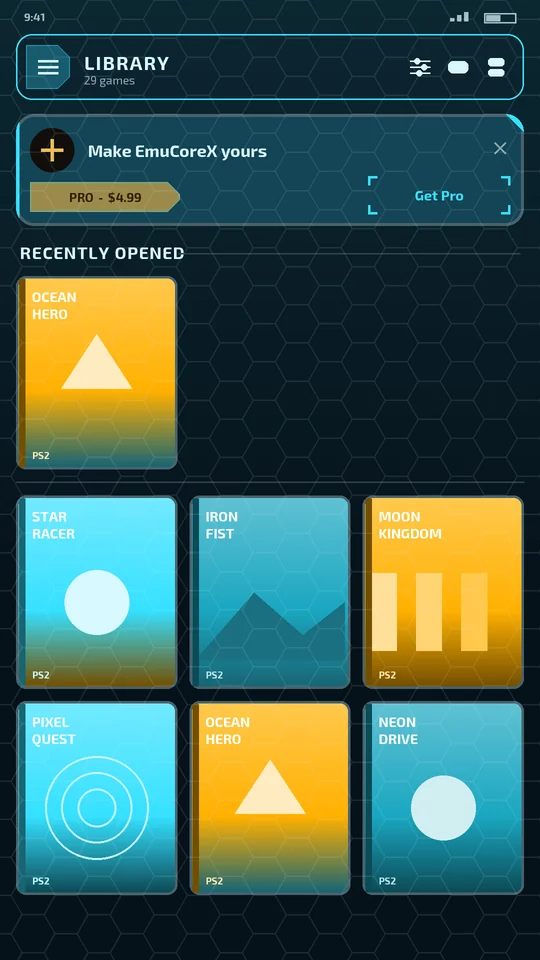 9:41
LIBRARY
29 games
Make EmuCoreX yours
PRO - $4.99
Get Pro
RECENTLY OPENED
OCEAN
HERO
PS2
STAR
RACER
PS2
IRON
FIST
PS2
MOON
KINGDOM
PS2
PIXEL
QUEST
PS2
OCEAN
HERO
PS2
NEON
DRIVE
PS2